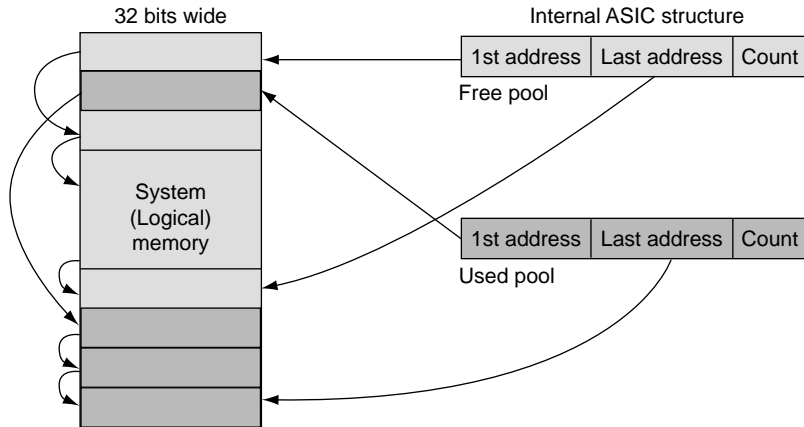 32 bits wide
Internal ASIC structure
1st address Last address Count
Free pool
System
(Logical)
memory
1st address Last address Count
Used pool